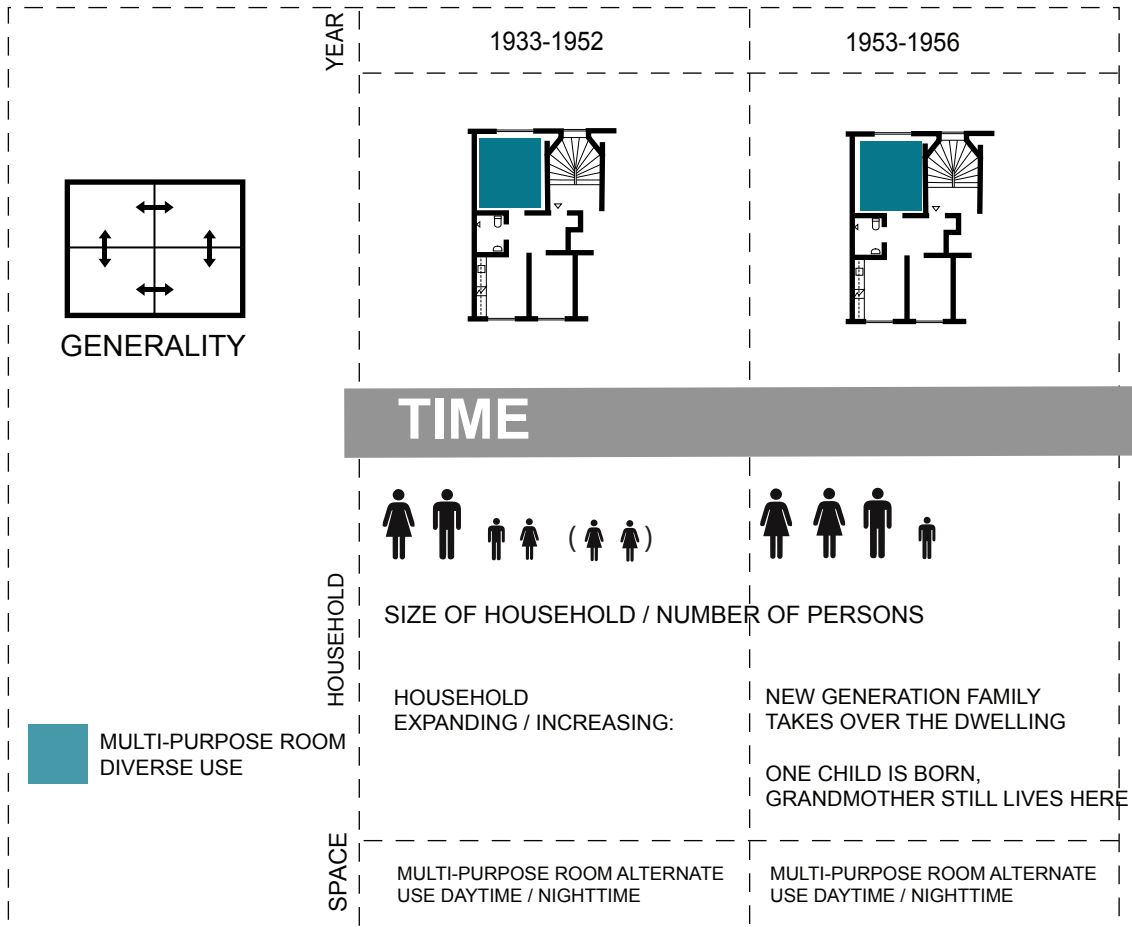 YEAR
1933-1952
1953-1956
GENERALITY
TIME
( )
HOUSEHOLD
SIZE OF HOUSEHOLD / NUMBER OF PERSONS
HOUSEHOLD
EXPANDING / INCREASING:
NEW GENERATION FAMILY
TAKES OVER THE DWELLING
ONE CHILD IS BORN,
GRANDMOTHER STILL LIVES HERE
MULTI-PURPOSE ROOM
DIVERSE USE
SPACE
MULTI-PURPOSE ROOM ALTERNATE
USE DAYTIME / NIGHTTIME
MULTI-PURPOSE ROOM ALTERNATE
USE DAYTIME / NIGHTTIME